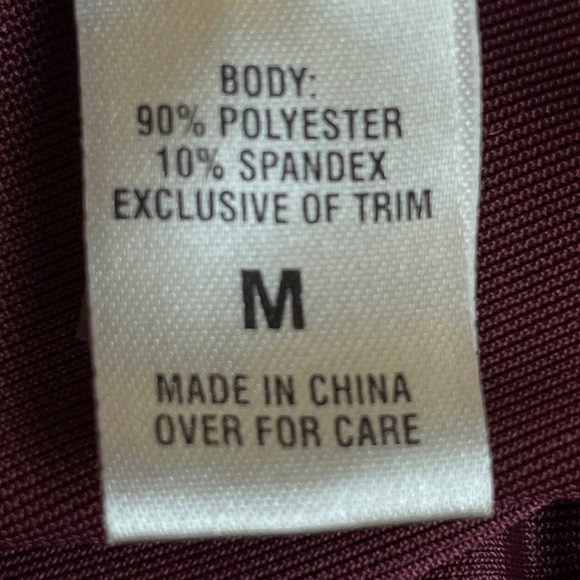 BODY:
90% POLYESTER
10% SPANDEX
EXCLUSIVE OF TRIM
M
MADE IN CHINA
OVER FOR CARE